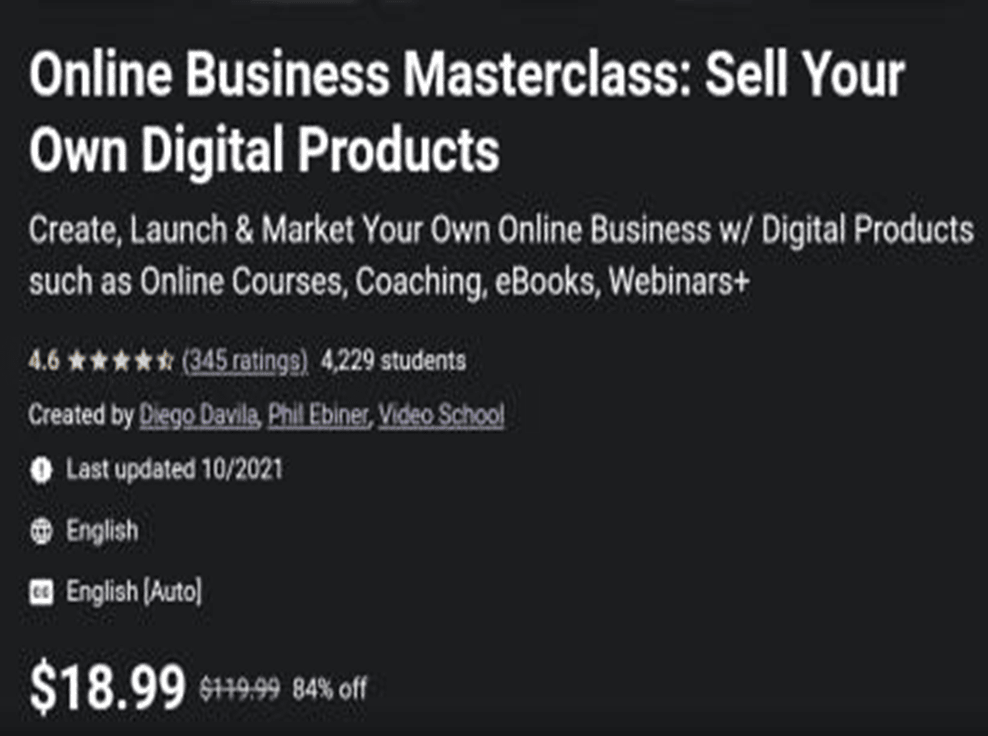 Online Business Masterclass: Sell Your
Own Digital Products
Create, Launch & Market Your Own Online Business w/ Digital Products
such as Online Courses, Coaching, eBooks, Webinars+
4.6 (345 ratings) 4,229 students
Created by Diego Davila, Phil Ebiner, Video School
Last updated 10/2021
English
English [Auto]
$18.99 $119.99 84% off